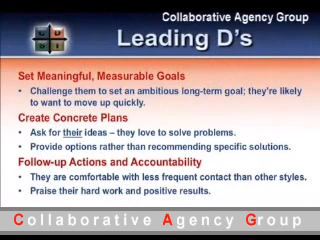 Collaborative Agency Group
Leading D's
Set Meaningful, Measurable Goals
• Challenge them to set an ambitious long-term goal; they're likely
to want to move up quickly.
Create Concrete Plans
• Ask for their ideas – they love to solve problems.
• Provide options rather than recommending specific solutions.
Follow-up Actions and Accountability
• They are comfortable with less frequent contact than other styles.
• Praise their hard work and positive results.
Collaborative Agency Group